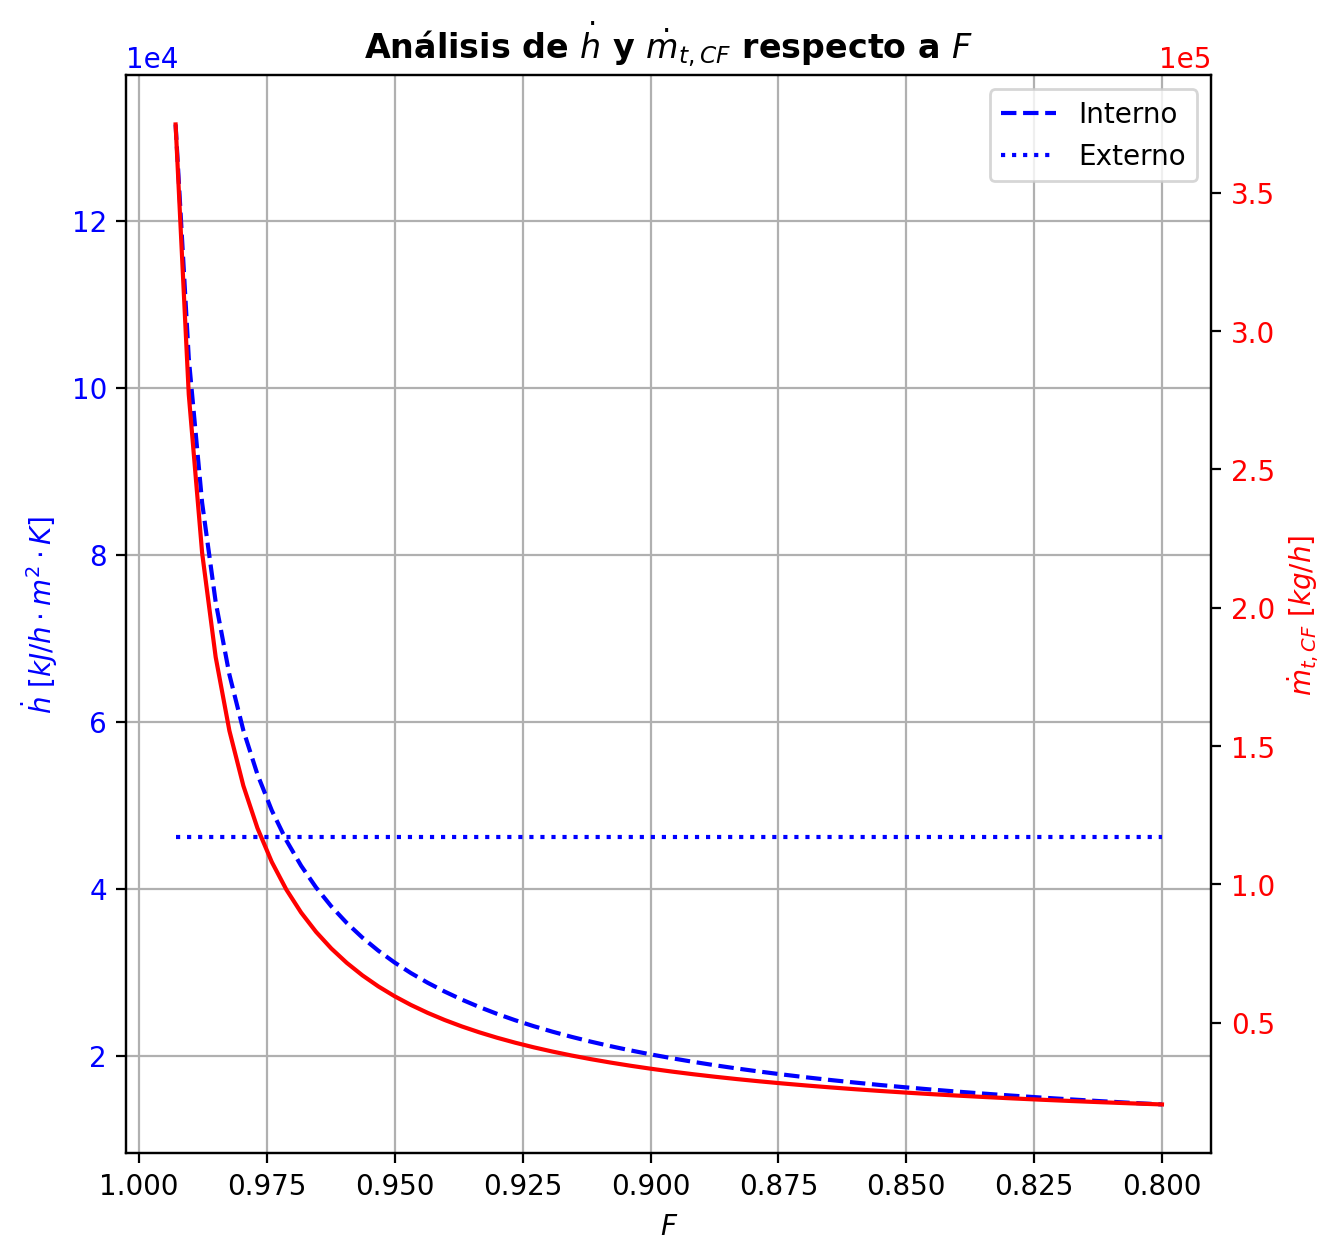 Análisis de ḣ y ṁt,CF respecto a F
1e4
1e5
Interno
Externo
12
10
8
6
4
2
ḣ [kJ/h · m² · K]
3.5
3.0
2.5
2.0
1.5
1.0
0.5
ṁt,CF [kg/h]
1.000 0.975 0.950 0.925 0.900 0.875 0.850 0.825 0.800
F